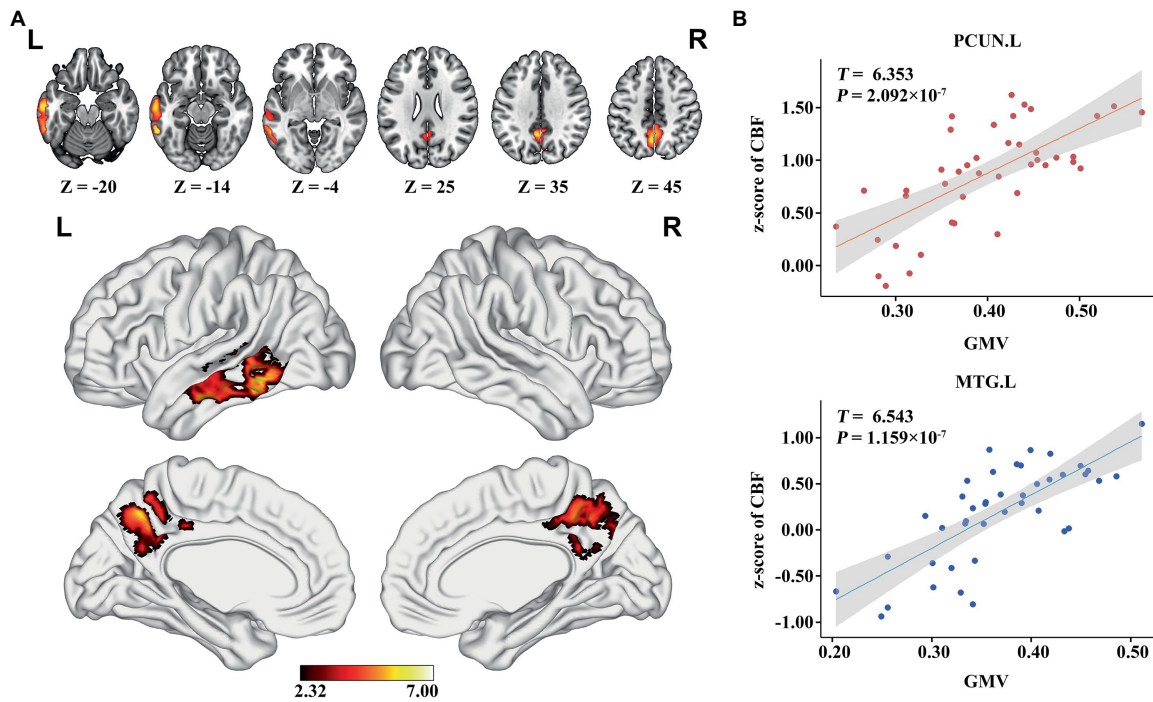 A
L
R
Z = -20
Z = -14
Z = -4
Z = 25
Z = 35
Z = 45
L
R
2.32
7.00
B
PCUN.L
T = 6.353
P = 2.092×10-7
z-score of CBF
1.50
1.00
0.50
0.00
0.30
0.40
0.50
GMV
MTG.L
T = 6.543
P = 1.159×10-7
z-score of CBF
1.00
0.50
0.00
-0.50
-1.00
0.20
0.30
0.40
0.50
GMV